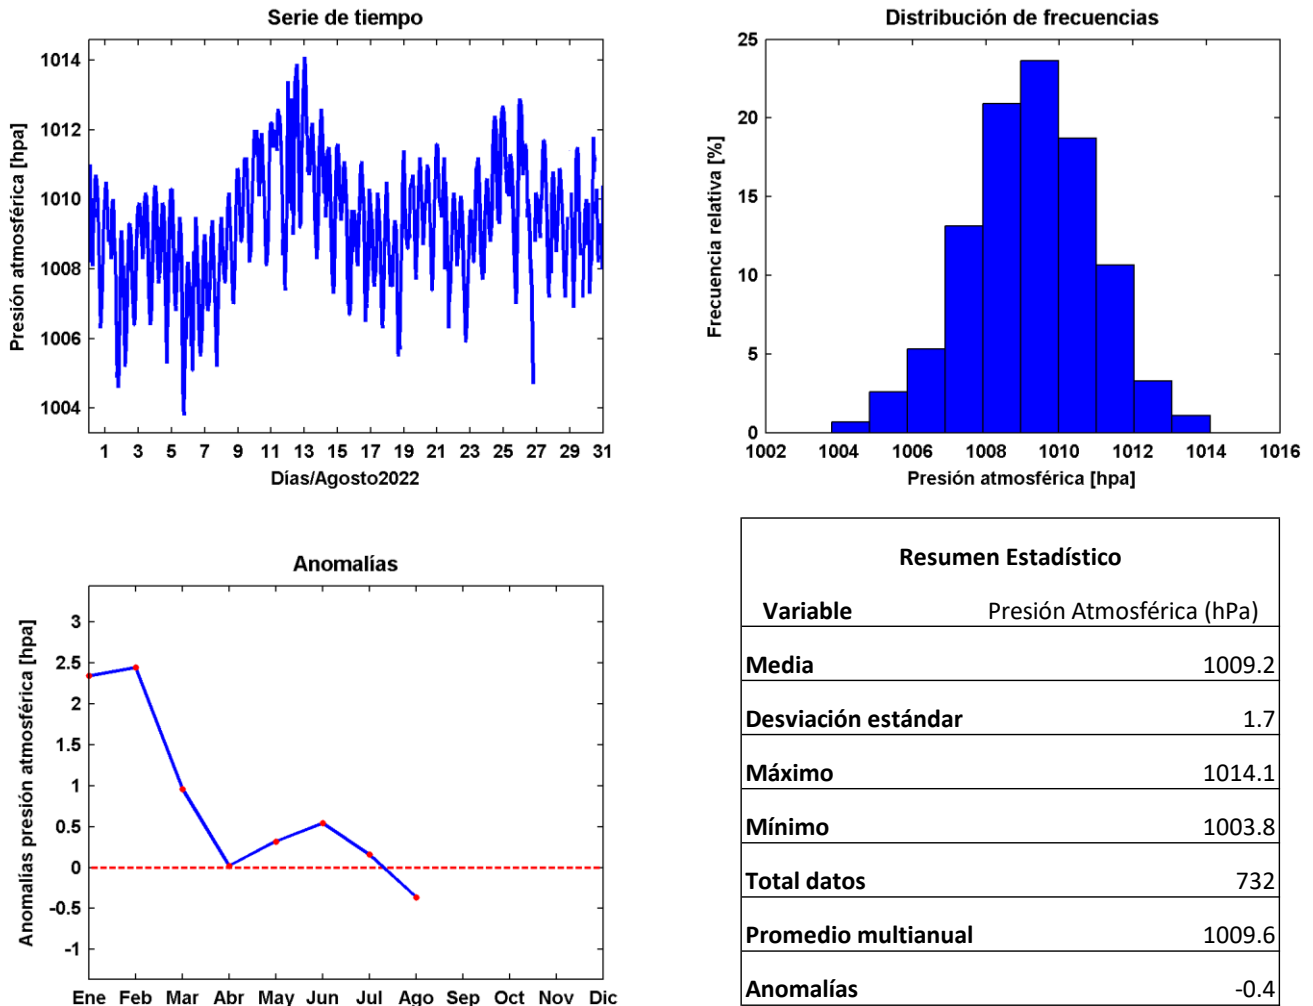 Serie de tiempo
Presión atmosférica [hpa]
1014
1012
1010
1008
1006
1004
1 3 5 7 9 11 13 15 17 19 21 23 25 27 29 31
Días/Agosto2022
Distribución de frecuencias
Frecuencia relativa [%]
25
20
15
10
5
0
1002 1004 1006 1008 1010 1012 1014 1016
Presión atmosférica [hpa]
Anomalías
Anomalías presión atmosférica [hpa]
3
2.5
2
1.5
1
0.5
0
-0.5
-1
Ene Feb Mar Abr May Jun Jul Ago Sep Oct Nov Dic
Resumen Estadístico
Variable Presión Atmosférica (hPa)
Media 1009.2
Desviación estándar 1.7
Máximo 1014.1
Mínimo 1003.8
Total datos 732
Promedio multianual 1009.6
Anomalías -0.4